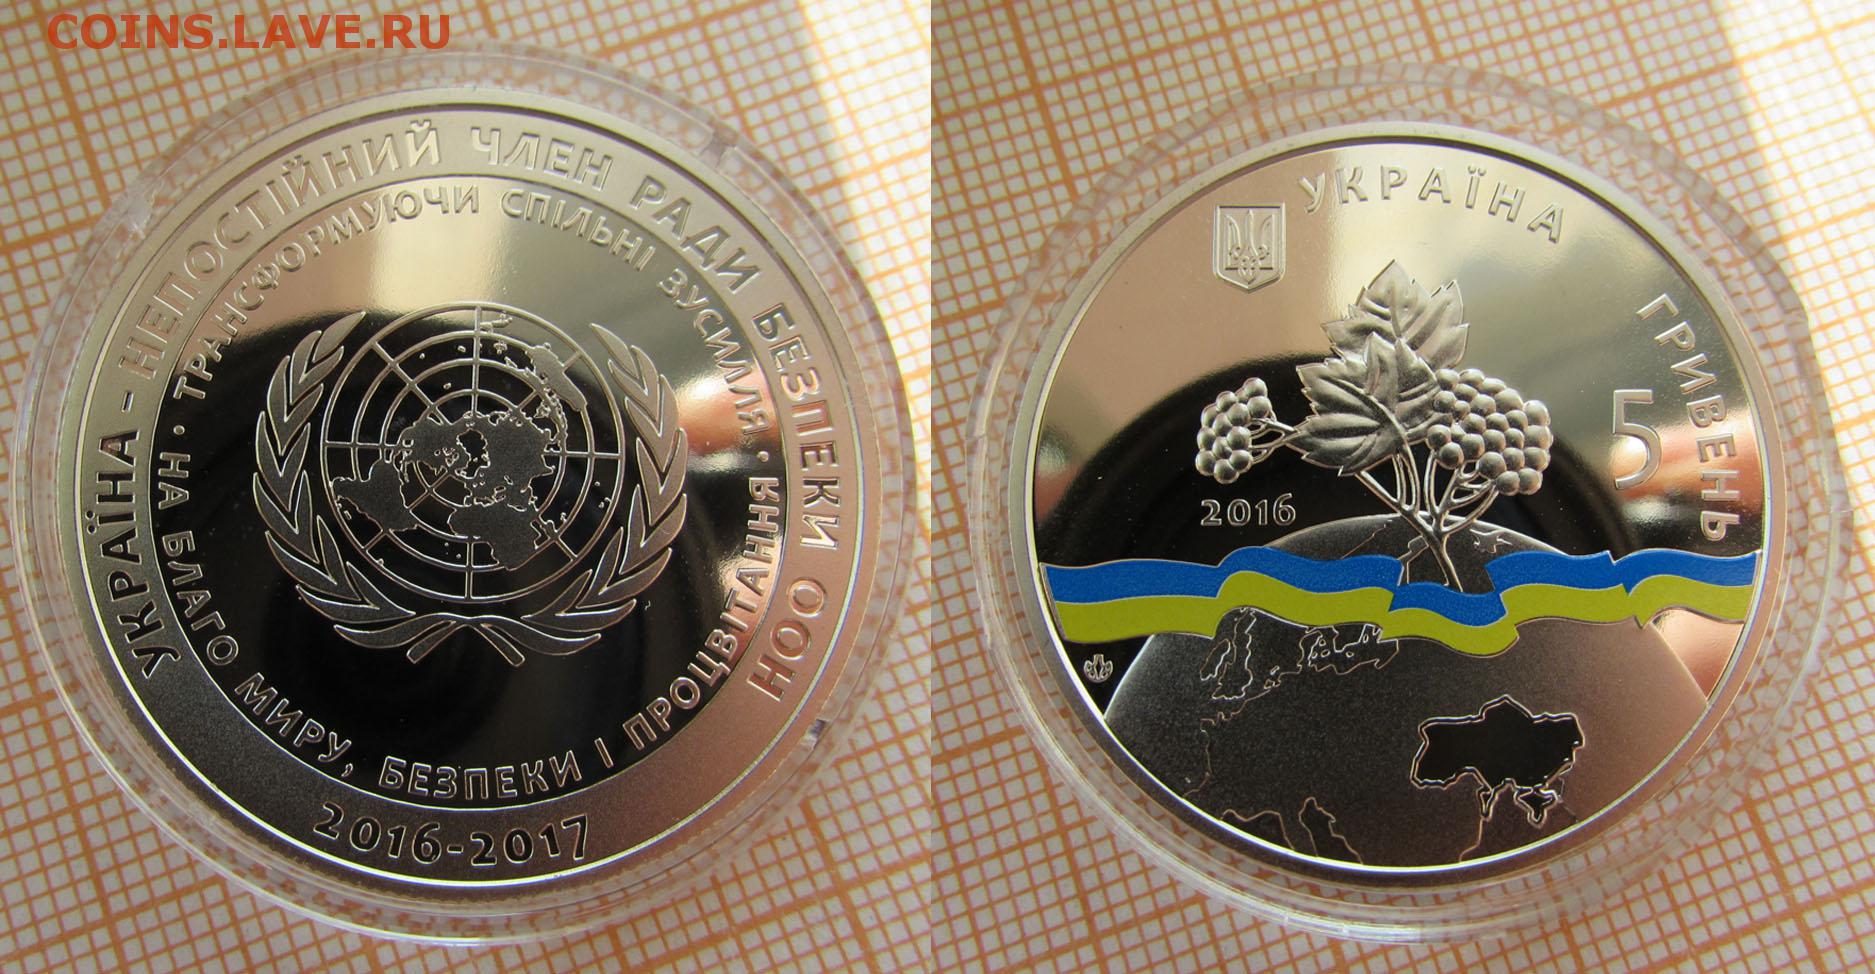 COINS.LAVE.RU
УКРАЇНА - НЕПОСТІЙНИЙ ЧЛЕН РАДИ БЕЗПЕКИ ООН
ТРАНСФОРМУЮЧИ СПІЛЬНІ ЗУСИЛЛЯ · НА БЛАГО МИРУ, БЕЗПЕКИ І ПРОЦВІТАННЯ ·
2016-2017
УКРАЇНА
5
ГРИВЕНЬ
2016